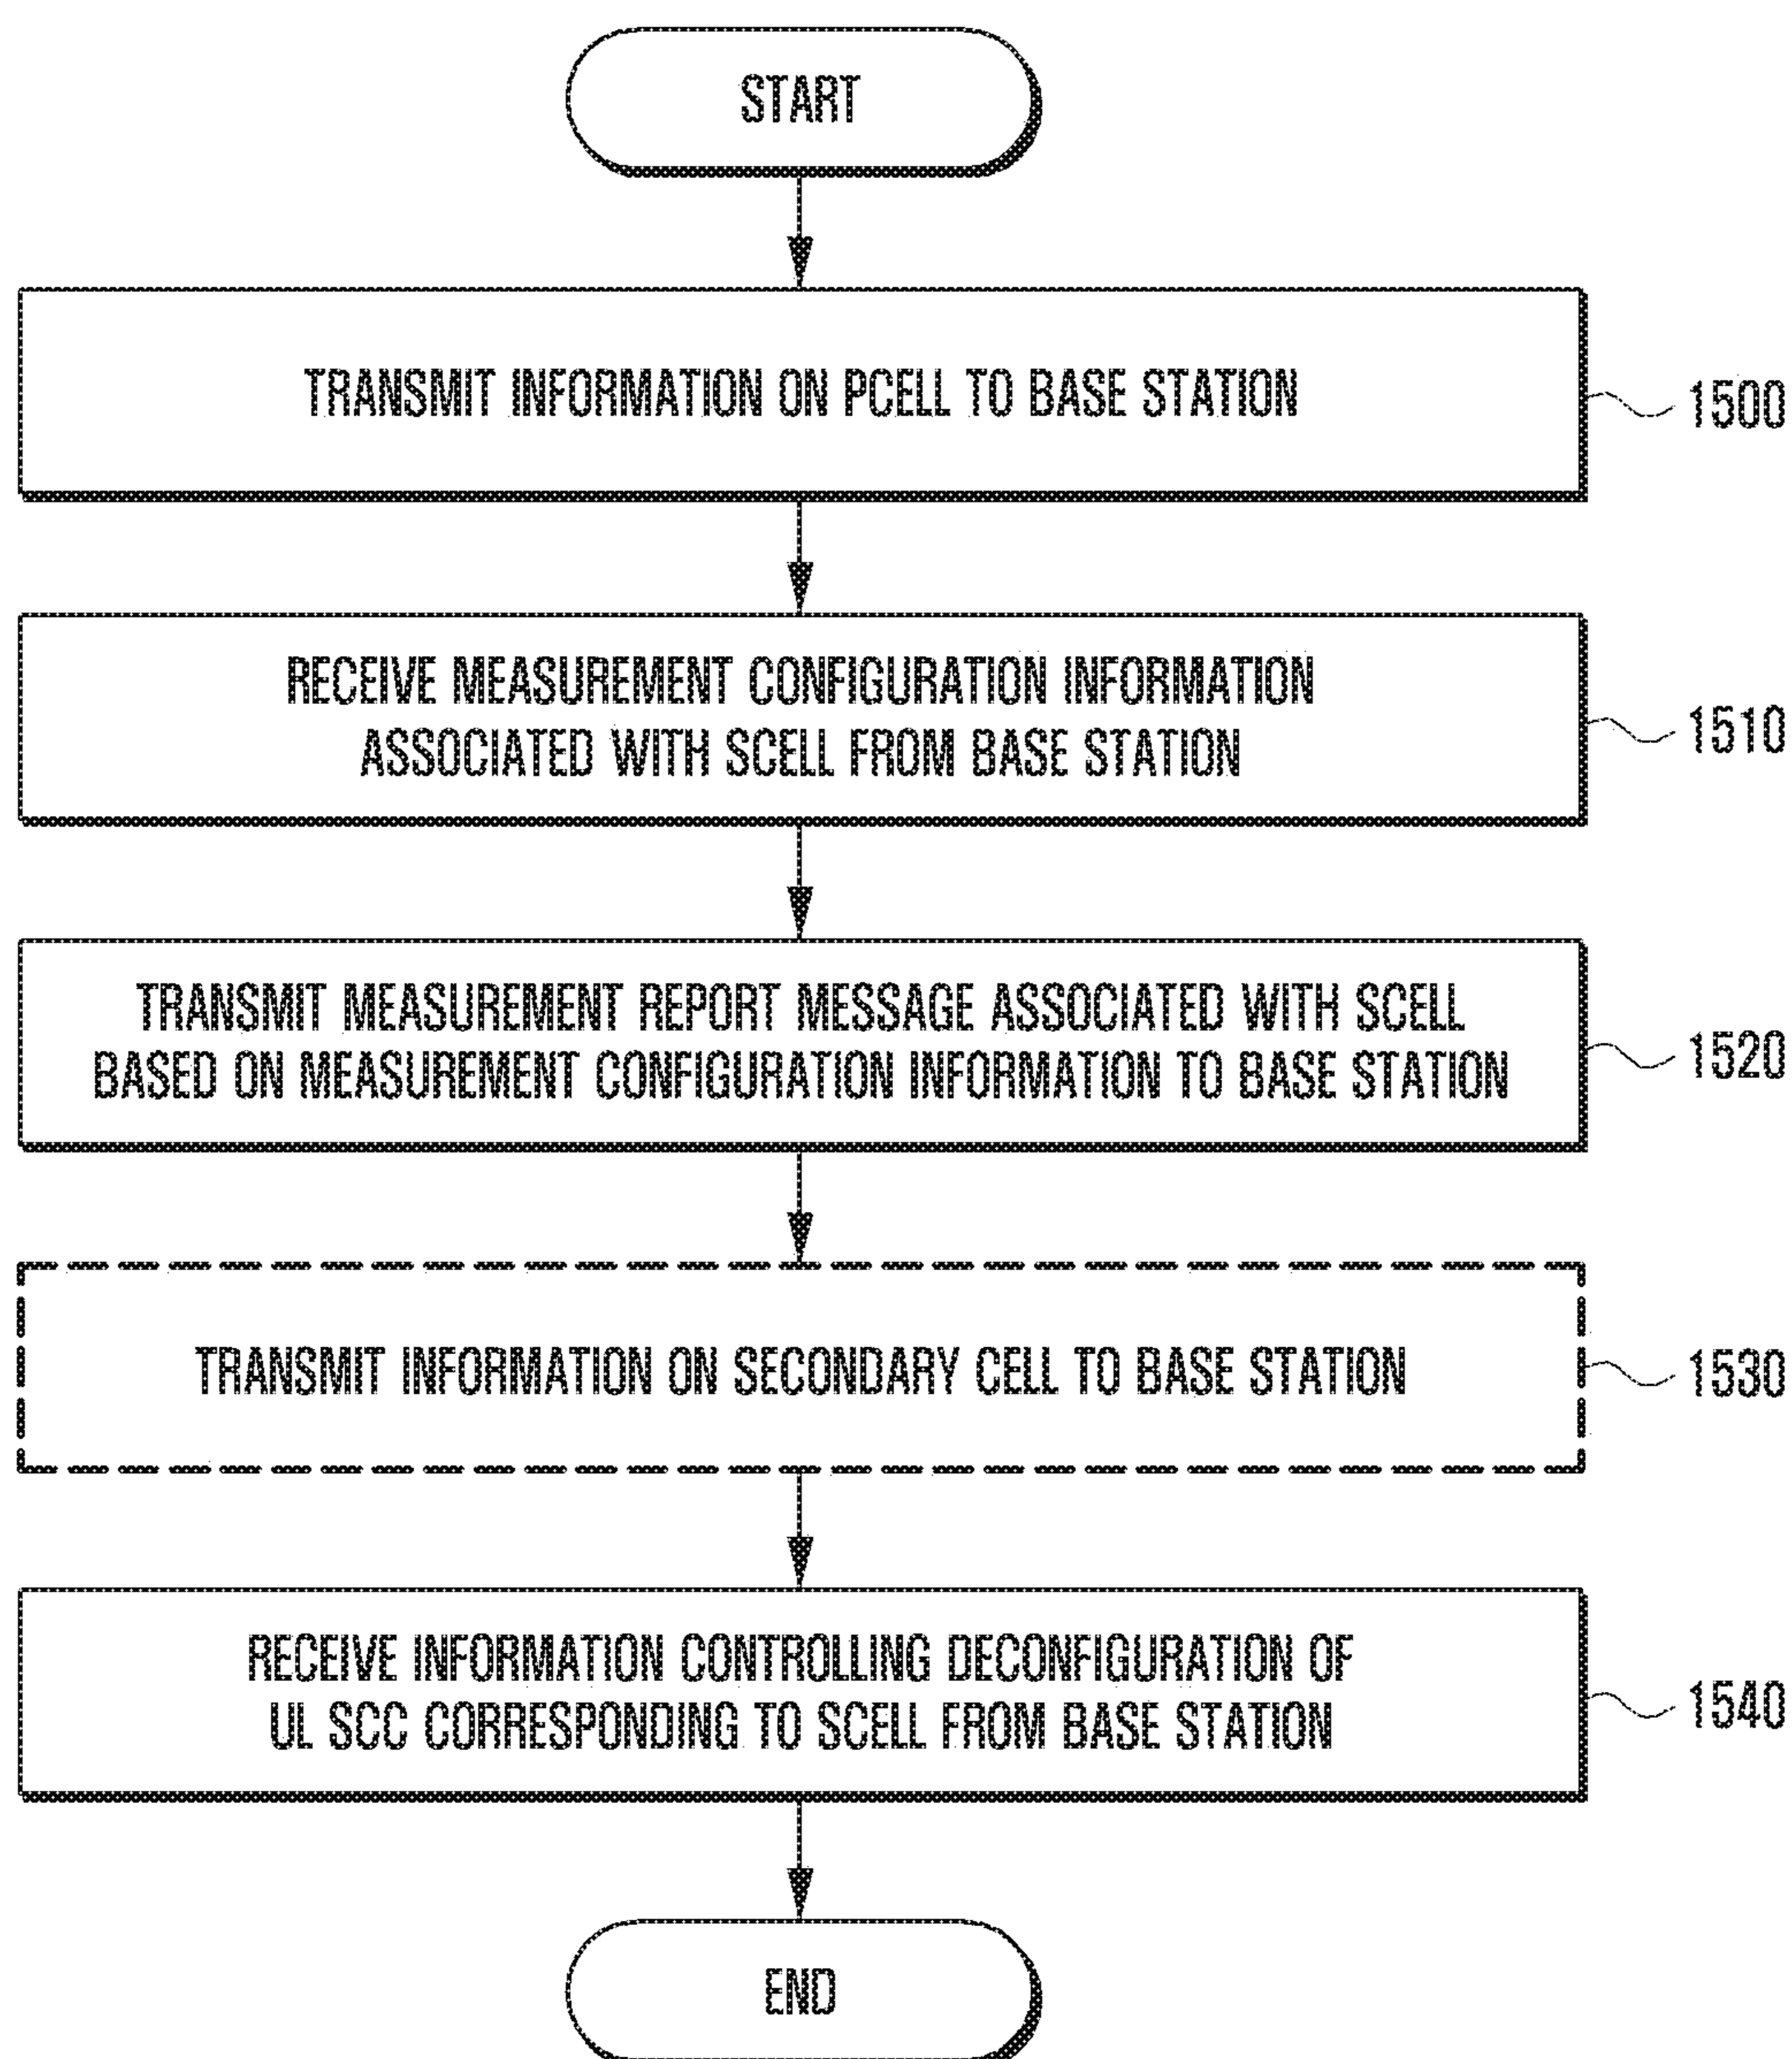 START
TRANSMIT INFORMATION ON PCELL TO BASE STATION
1500
RECEIVE MEASUREMENT CONFIGURATION INFORMATION
ASSOCIATED WITH SCELL FROM BASE STATION
1510
TRANSMIT MEASUREMENT REPORT MESSAGE ASSOCIATED WITH SCELL
BASED ON MEASUREMENT CONFIGURATION INFORMATION TO BASE STATION
1520
TRANSMIT INFORMATION ON SECONDARY CELL TO BASE STATION
1530
RECEIVE INFORMATION CONTROLLING DECONFIGURATION OF
UL SCC CORRESPONDING TO SCELL FROM BASE STATION
1540
END